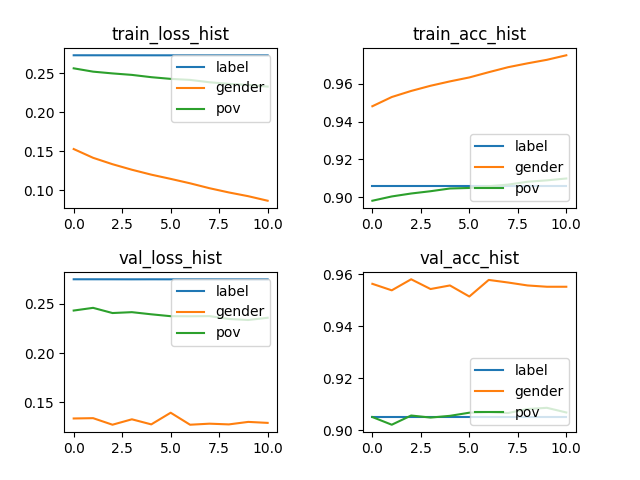 train_loss_hist
0.25
0.20
0.15
0.10
label
gender
pov
0.0 2.5 5.0 7.5 10.0
train_acc_hist
0.96
0.94
0.92
0.90
label
gender
pov
0.0 2.5 5.0 7.5 10.0
val_loss_hist
0.25
0.20
0.15
label
gender
pov
0.0 2.5 5.0 7.5 10.0
val_acc_hist
0.96
0.94
0.92
0.90
label
gender
pov
0.0 2.5 5.0 7.5 10.0